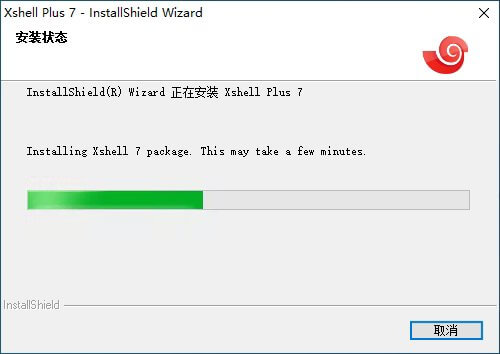 Xshell Plus 7 - InstallShield Wizard
安装状态
InstallShield(R) Wizard 正在安装 Xshell Plus 7
Installing Xshell 7 package. This may take a few minutes.
InstallShield
取消